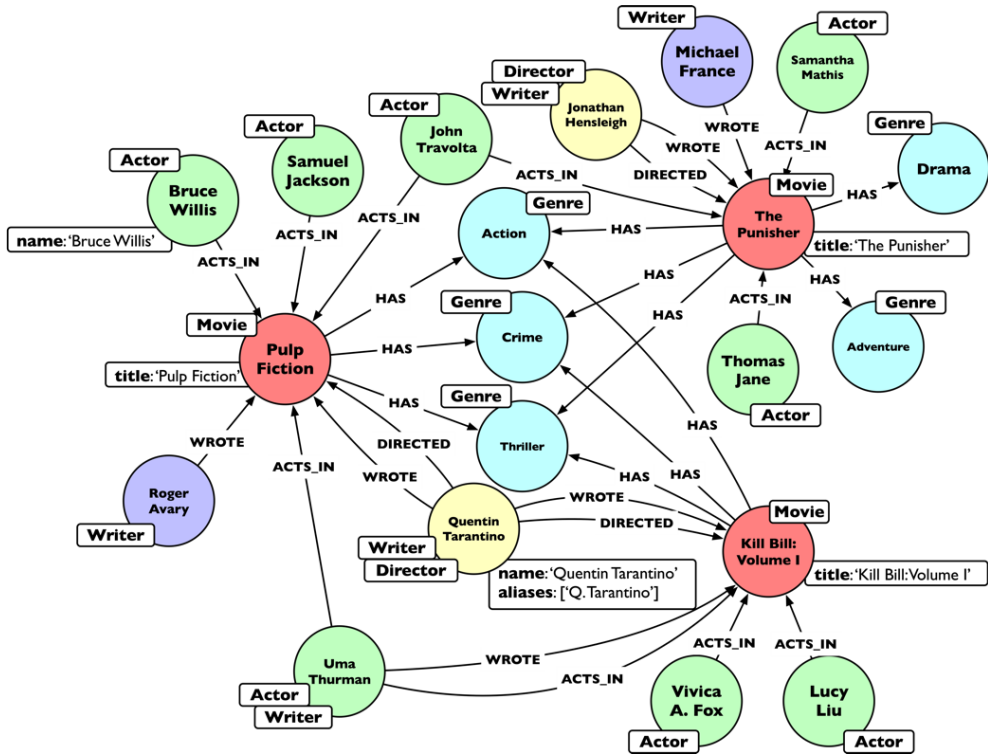 Writer
Michael
France
Actor
Samantha
Mathis
Director
Writer
Jonathan
Hensleigh
Actor
John
Travolta
Actor
Samuel
Jackson
Actor
Bruce
Willis
name:'Bruce Willis'
Genre
Drama
WROTE
WROTE
ACTS_IN
DIRECTED
ACTS_IN
Movie
The
Punisher
title:'The Punisher'
HAS
Genre
Action
HAS
ACTS_IN
ACTS_IN
ACTS_IN
HAS
HAS
HAS
ACTS_IN
HAS
Genre
Adventure
Genre
Crime
Movie
Pulp
Fiction
title:'Pulp Fiction'
HAS
Thomas
Jane
Actor
HAS
Genre
Thriller
HAS
WROTE
DIRECTED
ACTS_IN
WROTE
HAS
HAS
Roger
Avary
Writer
Quentin
Tarantino
Writer
Director
name:'Quentin Tarantino'
aliases: ['Q. Tarantino']
WROTE
DIRECTED
Movie
Kill Bill:
Volume I
title:'Kill Bill: Volume I'
Uma
Thurman
Actor
Writer
WROTE
ACTS_IN
ACTS_IN
ACTS_IN
Vivica
A. Fox
Actor
Lucy
Liu
Actor